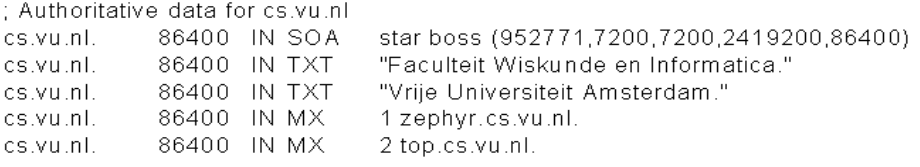 ; Authoritative data for cs.vu.nl
cs.vu.nl. 86400 IN SOA star boss (952771,7200,7200,2419200,86400)
cs.vu.nl. 86400 IN TXT "Faculteit Wiskunde en Informatica."
cs.vu.nl. 86400 IN TXT "Vrije Universiteit Amsterdam."
cs.vu.nl. 86400 IN MX 1 zephyr.cs.vu.nl.
cs.vu.nl. 86400 IN MX 2 top.cs.vu.nl.